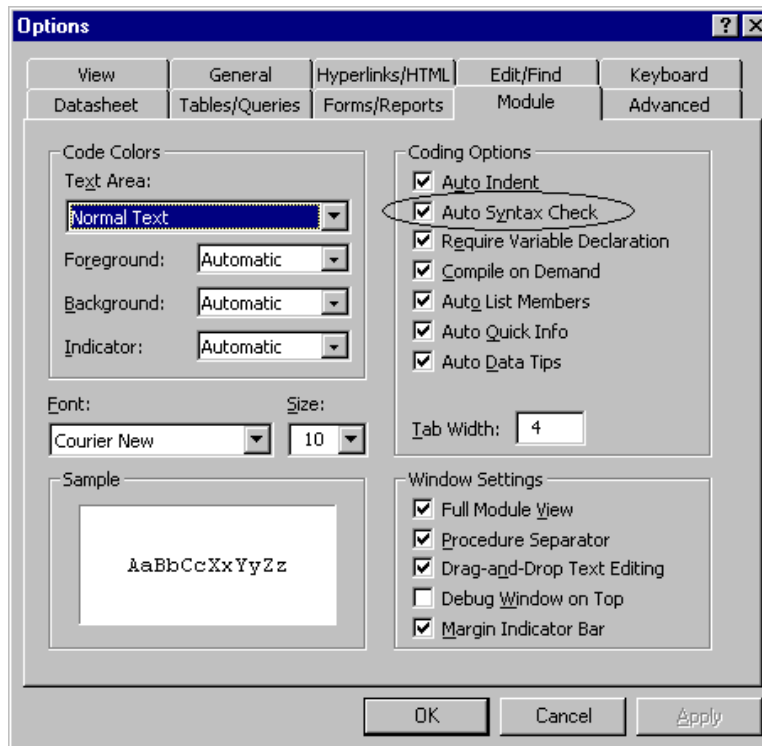 Options
View General Hyperlinks/HTML Edit/Find Keyboard
Datasheet Tables/Queries Forms/Reports Module Advanced
Code Colors
Text Area:
Normal Text
Foreground: Automatic
Background: Automatic
Indicator: Automatic
Font: Size:
Courier New 10
Sample
AaBbCcXxYyZz
Coding Options
Auto Indent
Auto Syntax Check
Require Variable Declaration
Compile on Demand
Auto List Members
Auto Quick Info
Auto Data Tips
Tab Width: 4
Window Settings
Full Module View
Procedure Separator
Drag-and-Drop Text Editing
Debug Window on Top
Margin Indicator Bar
OK Cancel Apply